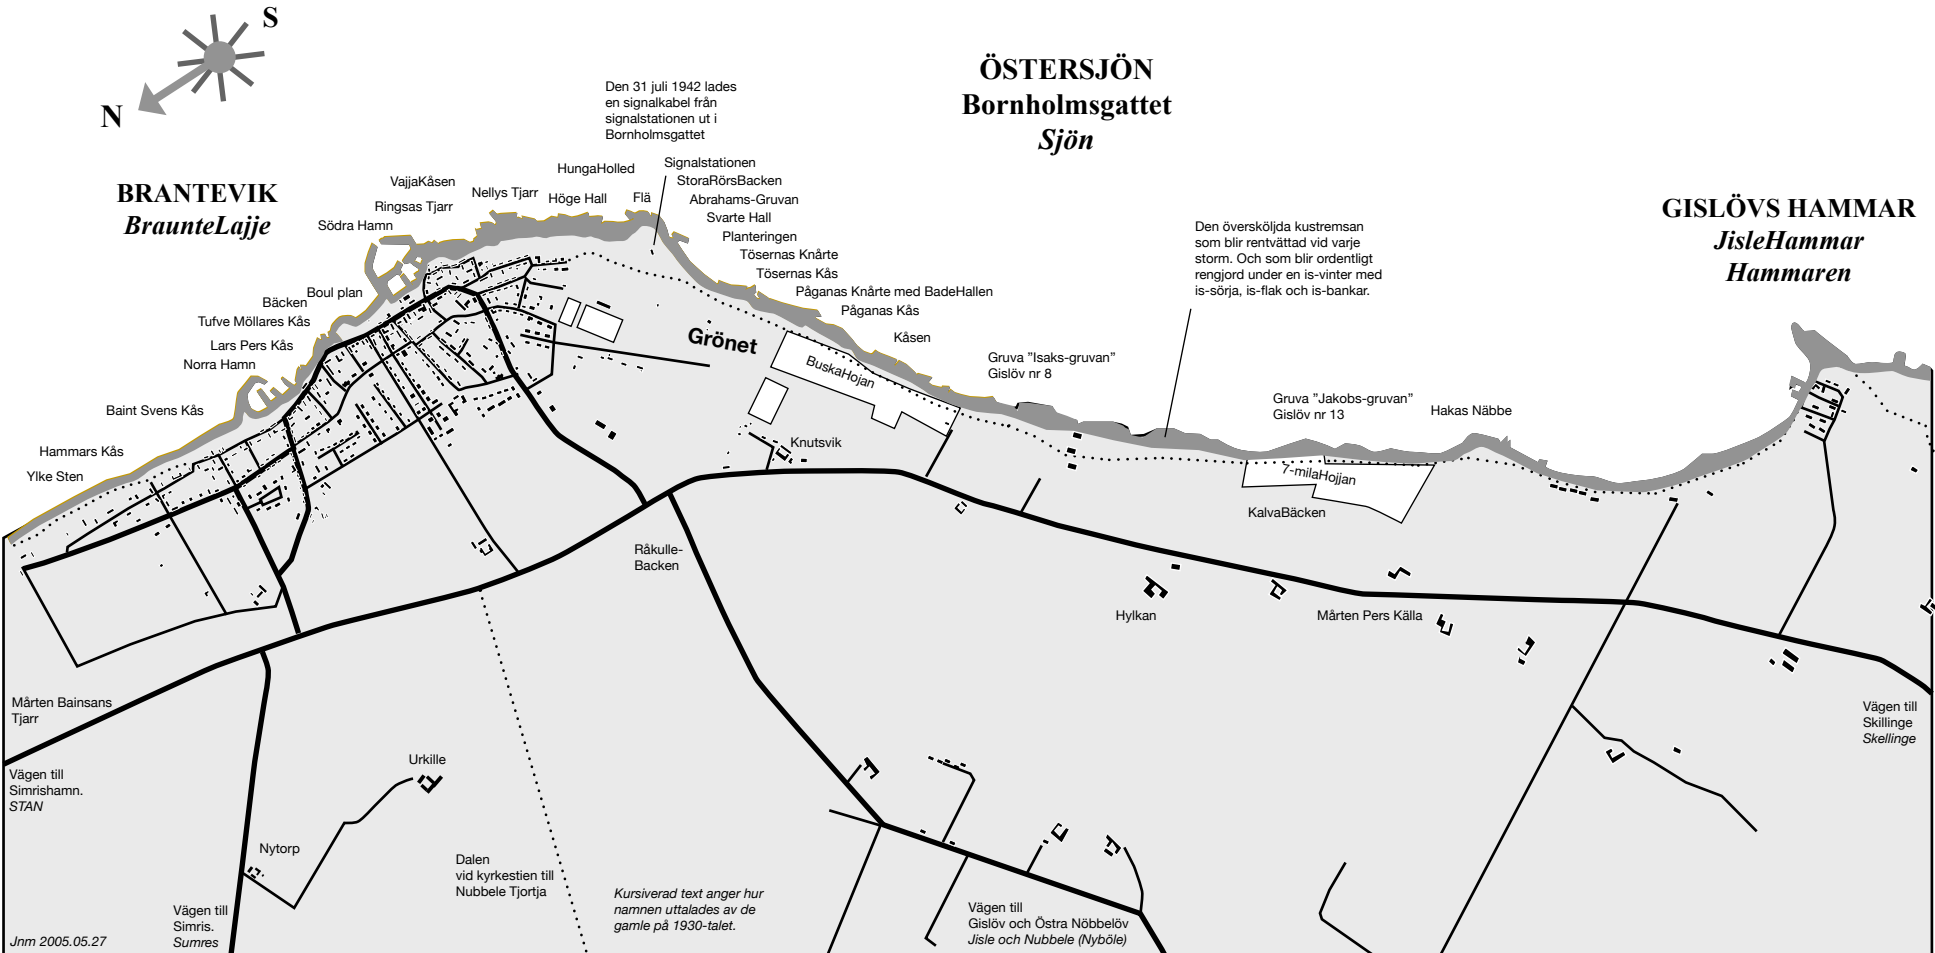 S
N
ÖSTERSJÖN
Bornholmsgattet
Sjön
BRANTEVIK
BraunteLajje
GISLÖVS HAMMAR
JisleHammar
Hammaren
Den 31 juli 1942 lades
en signalkabel från
signalstationen ut i
Bornholmsgattet
HungaHolled
Signalstationen
VajjaKåsen
StoraRörsBacken
Nellys Tjarr
Höge Hall
Flä
Abrahams-Gruvan
Ringsas Tjarr
Svarte Hall
Södra Hamn
Planteringen
Tösernas Knårte
Tösernas Kås
Påganas Knårte med BadeHallen
Påganas Kås
Kåsen
Boul plan
Bäcken
Tufve Möllares Kås
Lars Pers Kås
Norra Hamn
Baint Svens Kås
Hammars Kås
Ylke Sten
Den översköljda kustremsan
som blir rentvättad vid varje
storm. Och som blir ordentligt
rengjord under en is-vinter med
is-sörja, is-flak och is-bankar.
Grönet
BuskaHojan
Gruva "Isaks-gruvan"
Gislöv nr 8
Gruva "Jakobs-gruvan"
Gislöv nr 13
Hakas Näbbe
Knutsvik
7-milaHojjan
KalvaBäcken
Råkulle-
Backen
Hylkan
Mårten Pers Källa
Mårten Bainsans
Tjarr
Vägen till
Simrishamn.
STAN
Vägen till
Skillinge
Skellinge
Urkille
Nytorp
Dalen
vid kyrkestien till
Nubbele Tjortja
Kursiverad text anger hur
namnen uttalades av de
gamle på 1930-talet.
Vägen till
Gislöv och Östra Nöbbelöv
Jisle och Nubbele (Nyböle)
Vägen till
Simris.
Sumres
Jnm 2005.05.27